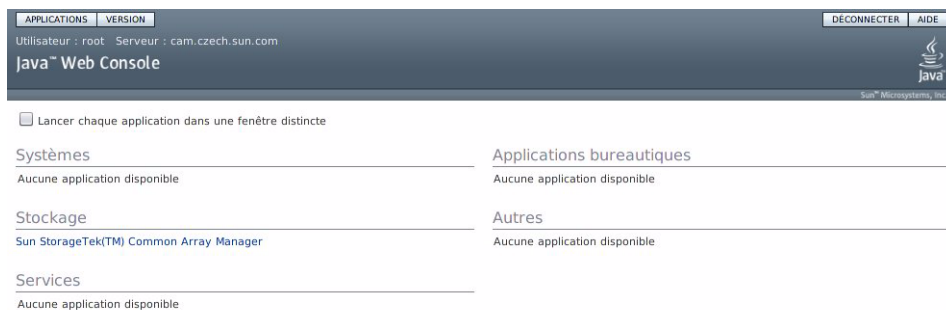 APPLICATIONS VERSION DÉCONNECTER AIDE
Utilisateur : root Serveur : cam.czech.sun.com
Java™ Web Console
Java™
Sun™ Microsystems, Inc
Lancer chaque application dans une fenêtre distincte
Systèmes
Aucune application disponible
Applications bureautiques
Aucune application disponible
Stockage
Sun StorageTek(TM) Common Array Manager
Autres
Aucune application disponible
Services
Aucune application disponible